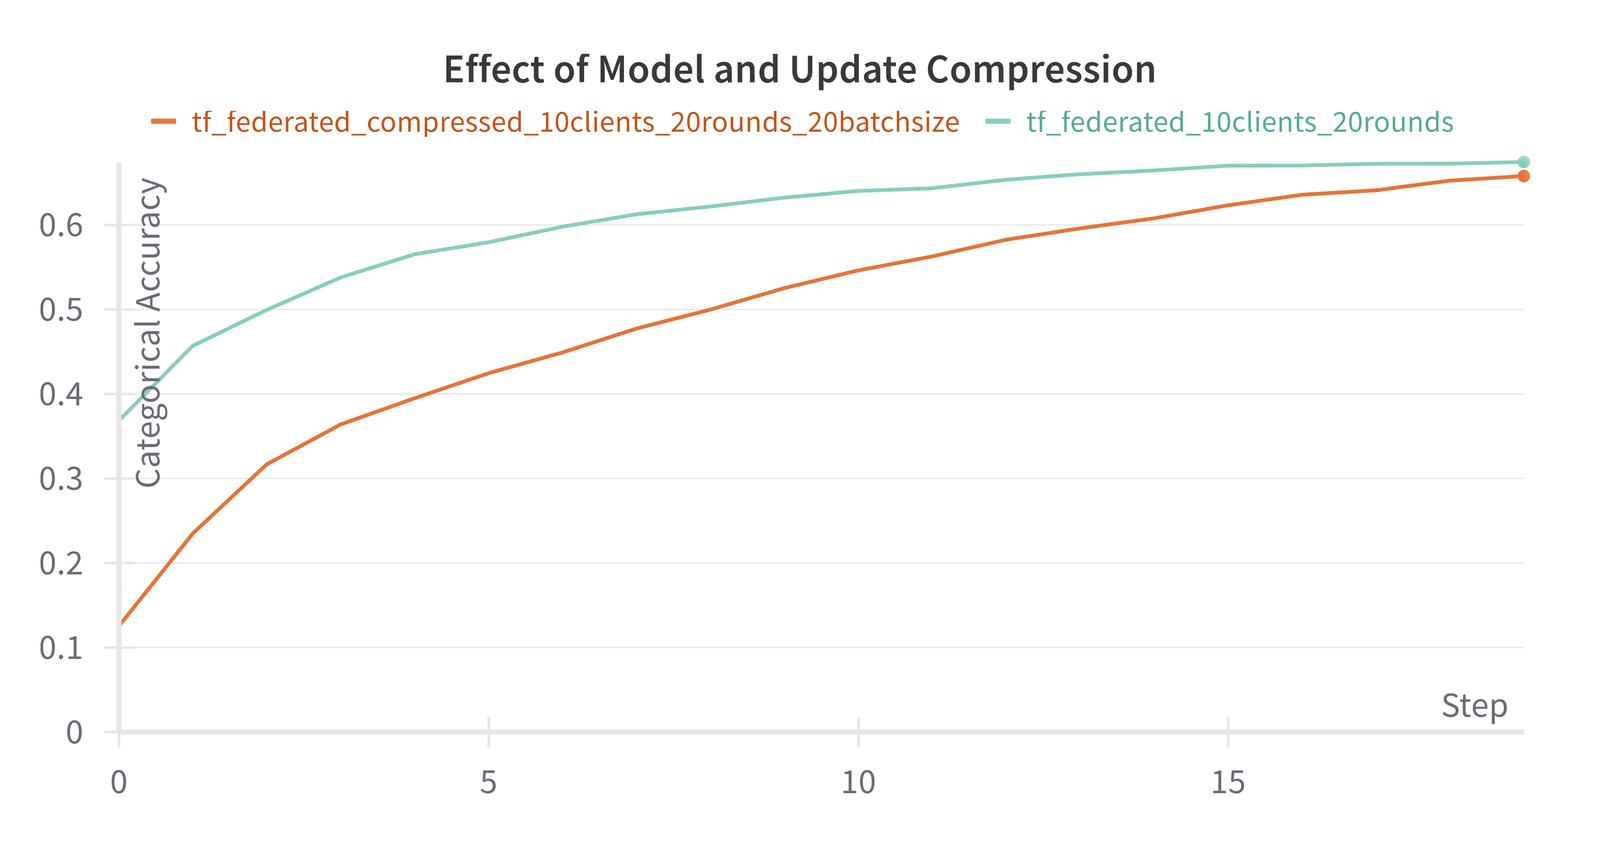 Effect of Model and Update Compression
tf_federated_compressed_10clients_20rounds_20batchsize tf_federated_10clients_20rounds
Categorical Accuracy
0.6
0.5
0.4
0.3
0.2
0.1
0
Step
0 5 10 15